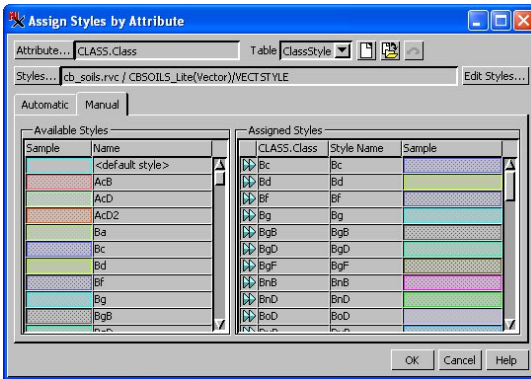 Assign Styles by Attribute
Attribute... CLASS.Class Table ClassStyle
Styles... cb_soils.rvc / CBSOILS_Lite(Vector)/VECTSTYLE Edit Styles...
Automatic Manual
Available Styles
Sample Name
<default style>
AcB
AcD
AcD2
Ba
Bc
Bd
Bf
Bg
BgB
BgD
Assigned Styles
CLASS.Class Style Name Sample
Bc Bc
Bd Bd
Bf Bf
Bg Bg
BgB BgB
BgD BgD
BgF BgF
BnB BnB
BnD BnD
BoD BoD
OK Cancel Help